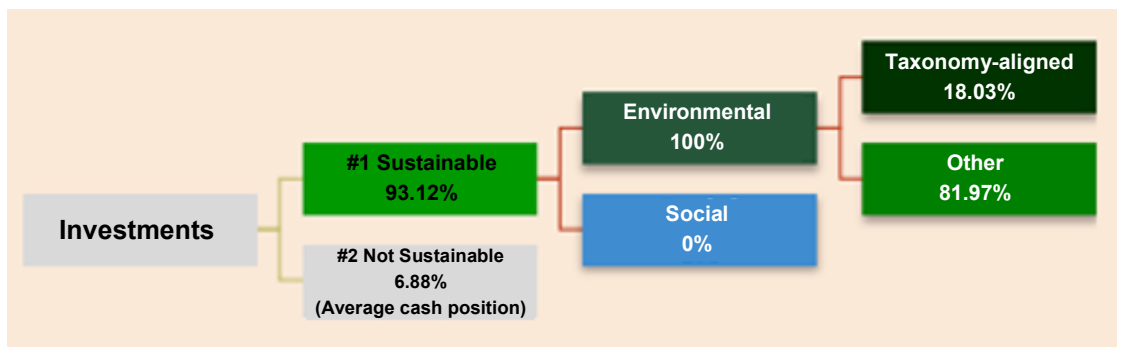 Investments
#1 Sustainable
93.12%
#2 Not Sustainable
6.88%
(Average cash position)
Environmental
100%
Social
0%
Taxonomy-aligned
18.03%
Other
81.97%